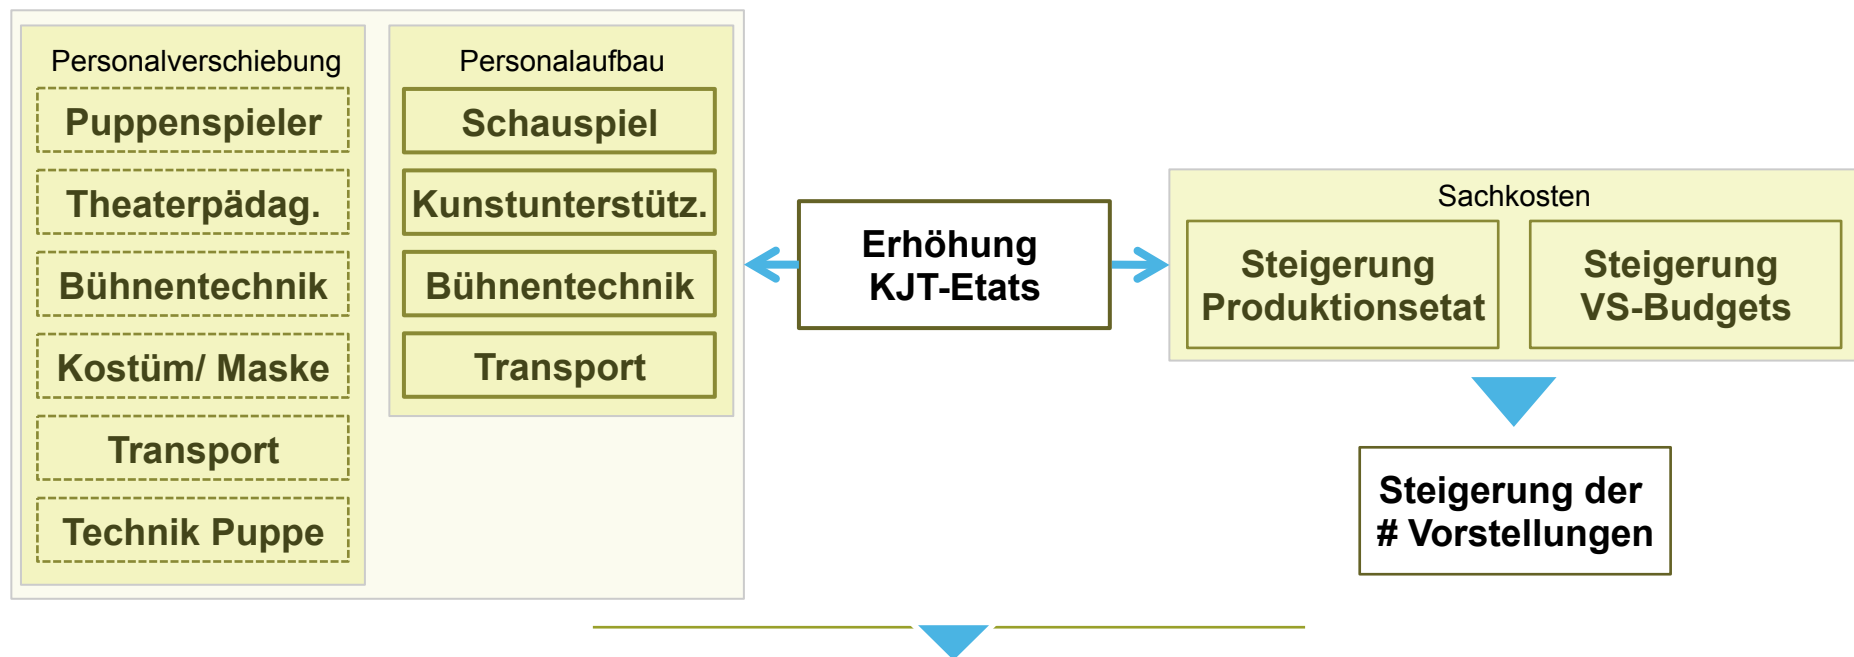 Personalverschiebung
Puppenspieler
Theaterpädag.
Bühnentechnik
Kostüm/ Maske
Transport
Technik Puppe
Personalaufbau
Schauspiel
Kunstunterstütz.
Bühnentechnik
Transport
Erhöhung
KJT-Etats
Sachkosten
Steigerung
Produktionsetat
Steigerung
VS-Budgets
Steigerung der
# Vorstellungen